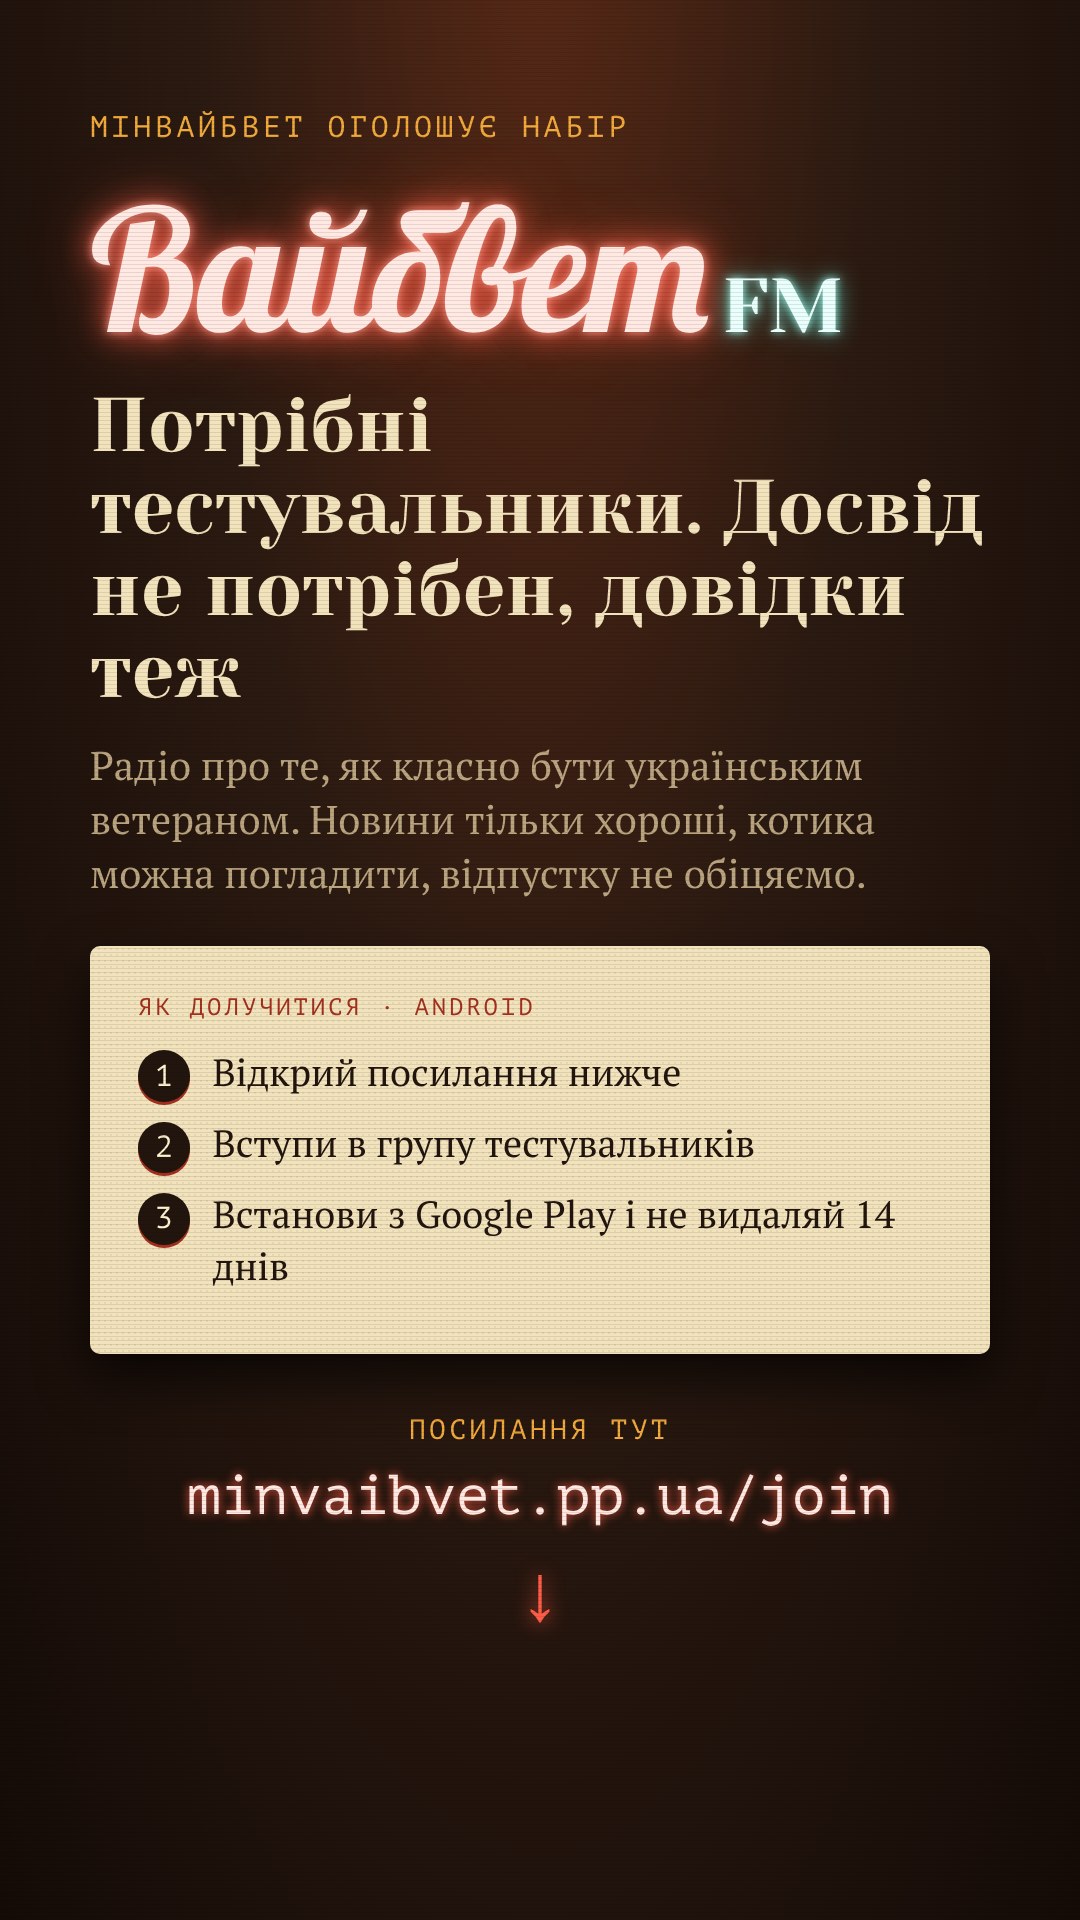 МІНВАЙБВЕТ ОГОЛОШУЄ НАБІР
Вайбвет FM
Потрібні
тестувальники. Досвід
не потрібен, довідки
теж
Радіо про те, як класно бути українським
ветераном. Новини тільки хороші, котика
можна погладити, відпустку не обіцяємо.
ЯК ДОЛУЧИТИСЯ · ANDROID
1 Відкрий посилання нижче
2 Вступи в групу тестувальників
3 Встанови з Google Play і не видаляй 14
днів
ПОСИЛАННЯ ТУТ
minvaibvet.pp.ua/join
↓